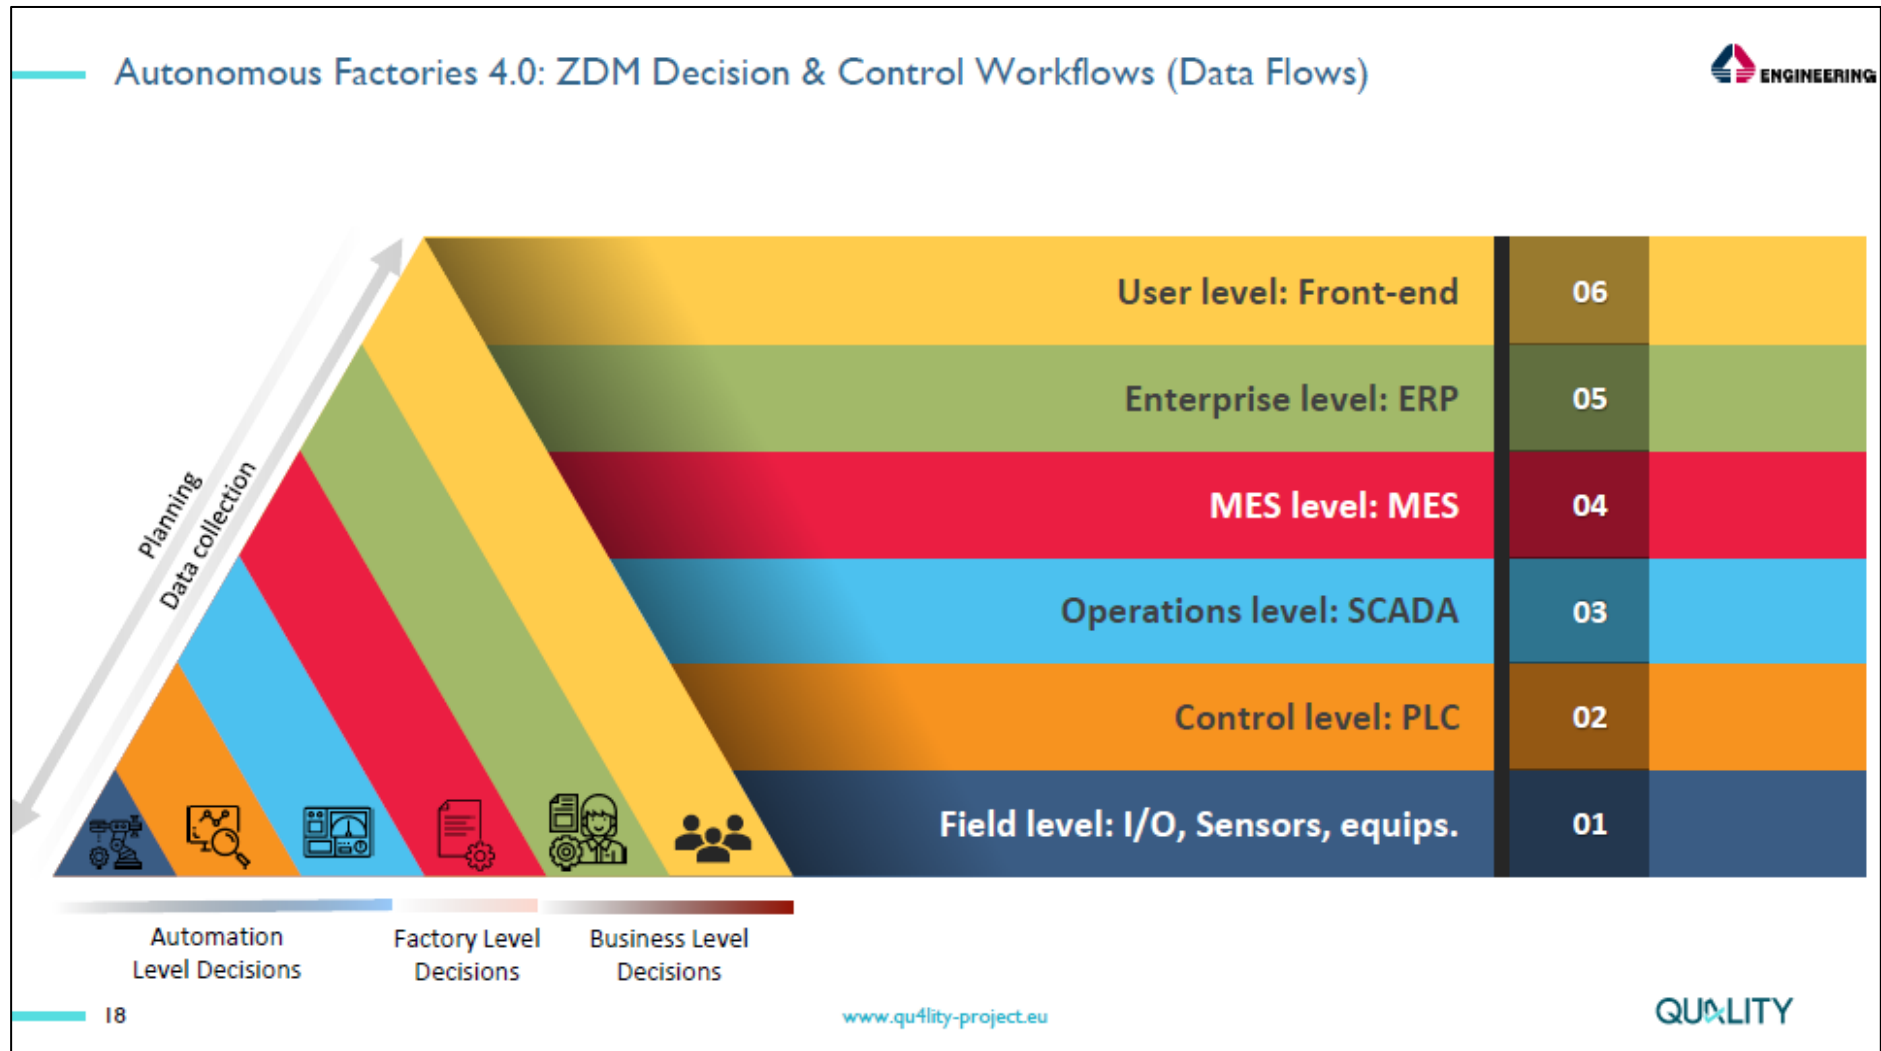 Autonomous Factories 4.0: ZDM Decision & Control Workflows (Data Flows)
ENGINEERING
Planning
Data collection
User level: Front-end
06
Enterprise level: ERP
05
MES level: MES
04
Operations level: SCADA
03
Control level: PLC
02
Field level: I/O, Sensors, equips.
01
Automation
Level Decisions
Factory Level
Decisions
Business Level
Decisions
18
www.qu4lity-project.eu
QU4LITY